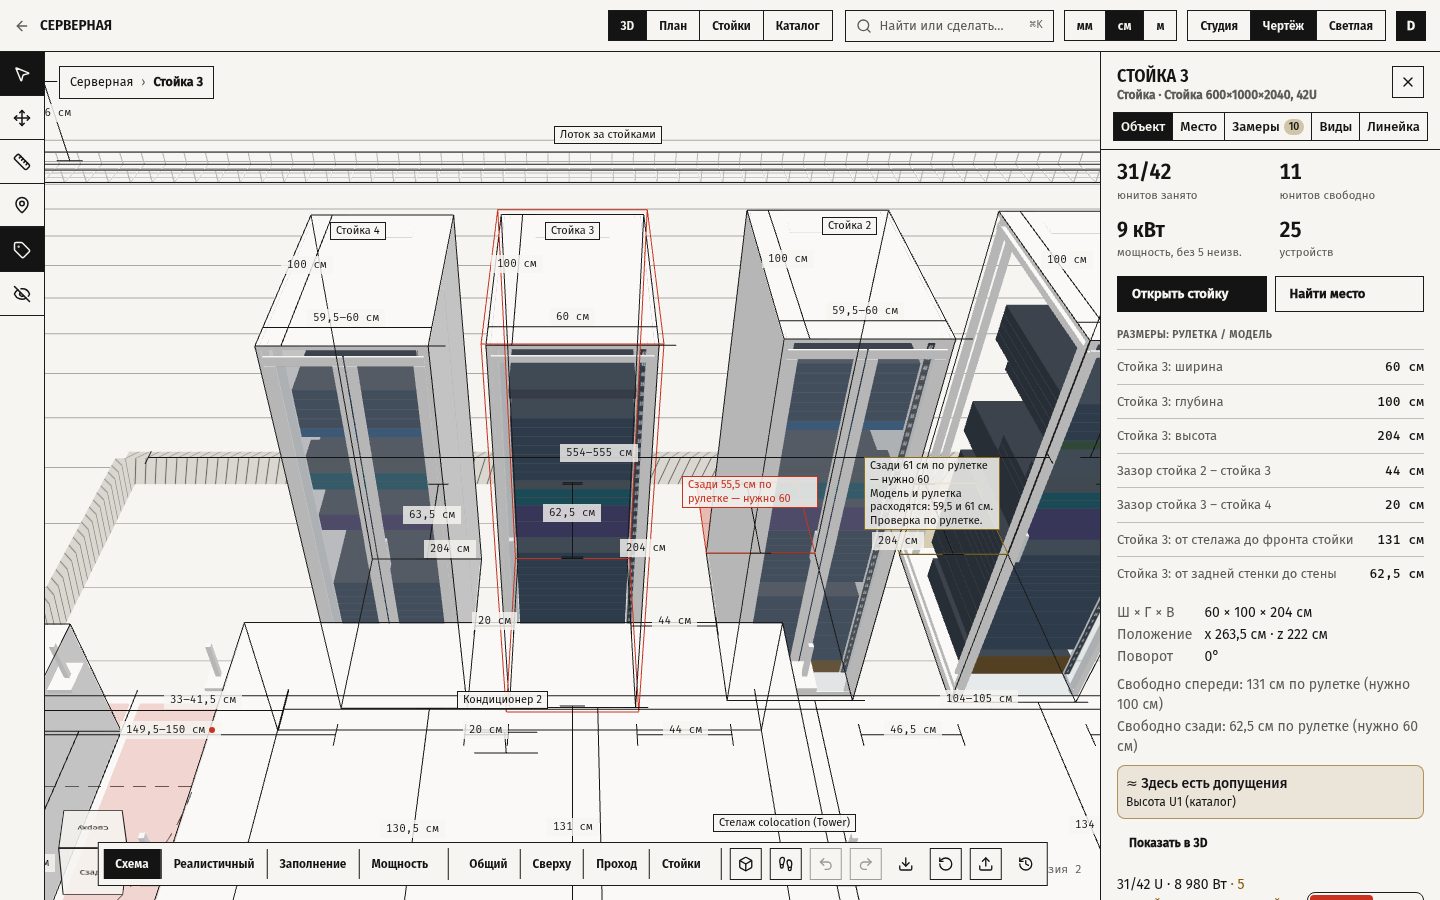 СЕРВЕРНАЯ
3D План Стойки Каталог
Найти или сделать... ⌘K
мм см м
Студия Чертёж Светлая
D
Серверная › Стойка 3
6 см
Лоток за стойками
Стойка 4
Стойка 3
Стойка 2
100 см
100 см
100 см
100 см
59,5–60 см
60 см
59,5–60 см
554–555 см
Сзади 55,5 см по
рулетке — нужно 60
Сзади 61 см по рулетке
— нужно 60
Модель и рулетка
расходятся: 59,5 и 61 см.
Проверка по рулетке.
63,5 см
62,5 см
204 см
204 см
204 см
20 см
44 см
33–41,5 см
Кондиционер 2
104–105 см
149,5–150 см
20 см
44 см
46,5 см
130,5 см
131 см
Стелаж colocation (Tower)
134
Сверху
Сзад
м
Схема Реалистичный Заполнение Мощность Общий Сверху Проход Стойки
зия 2
СТОЙКА 3
Стойка · Стойка 600×1000×2040, 42U
Объект Место Замеры 10 Виды Линейка
31/42
юнитов занято
11
юнитов свободно
9 кВт
мощность, без 5 неизв.
25
устройств
Открыть стойку
Найти место
РАЗМЕРЫ: РУЛЕТКА / МОДЕЛЬ
Стойка 3: ширина 60 см
Стойка 3: глубина 100 см
Стойка 3: высота 204 см
Зазор стойка 2 – стойка 3 44 см
Зазор стойка 3 – стойка 4 20 см
Стойка 3: от стелажа до фронта стойки 131 см
Стойка 3: от задней стенки до стены 62,5 см
Ш × Г × В 60 × 100 × 204 см
Положение x 263,5 см · z 222 см
Поворот 0°
Свободно спереди: 131 см по рулетке (нужно
100 см)
Свободно сзади: 62,5 см по рулетке (нужно 60
см)
≈ Здесь есть допущения
Высота U1 (каталог)
Показать в 3D
31/42 U · 8 980 Вт · 5